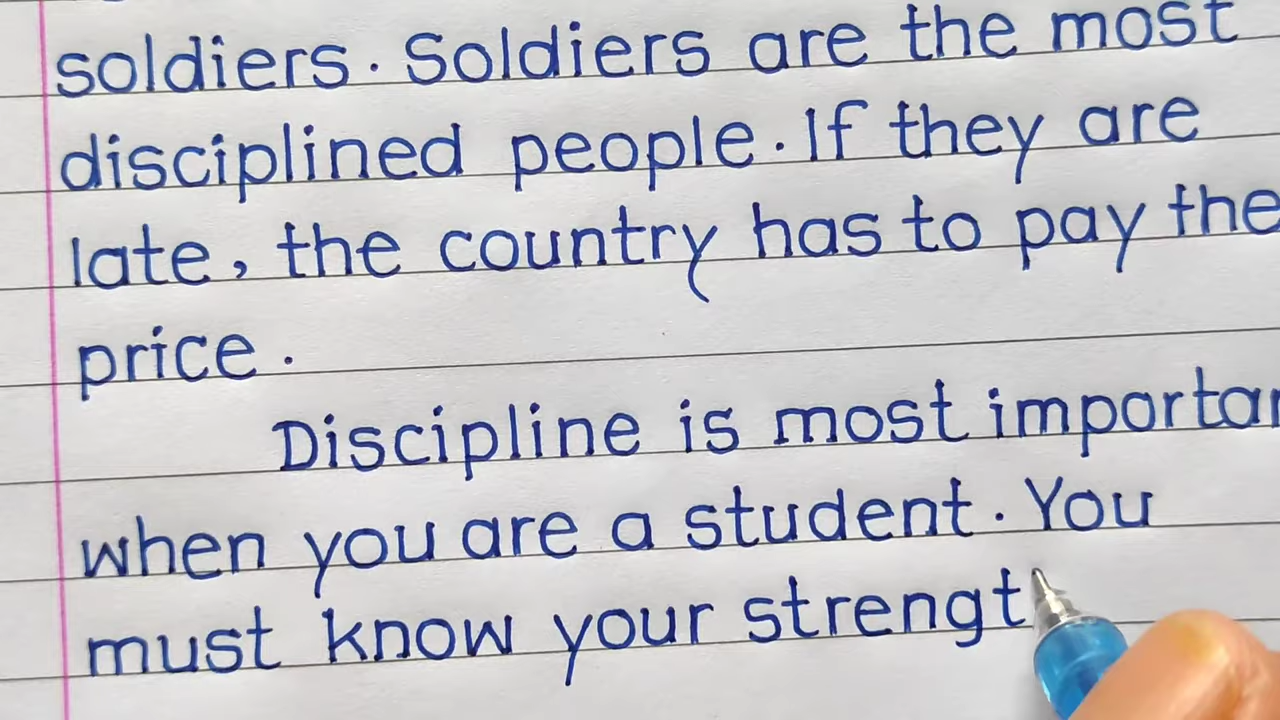 soldiers. Soldiers are the most
disciplined people. If they are
late, the country has to pay the
price.
Discipline is most importan
when you are a student. You
must know your strengt